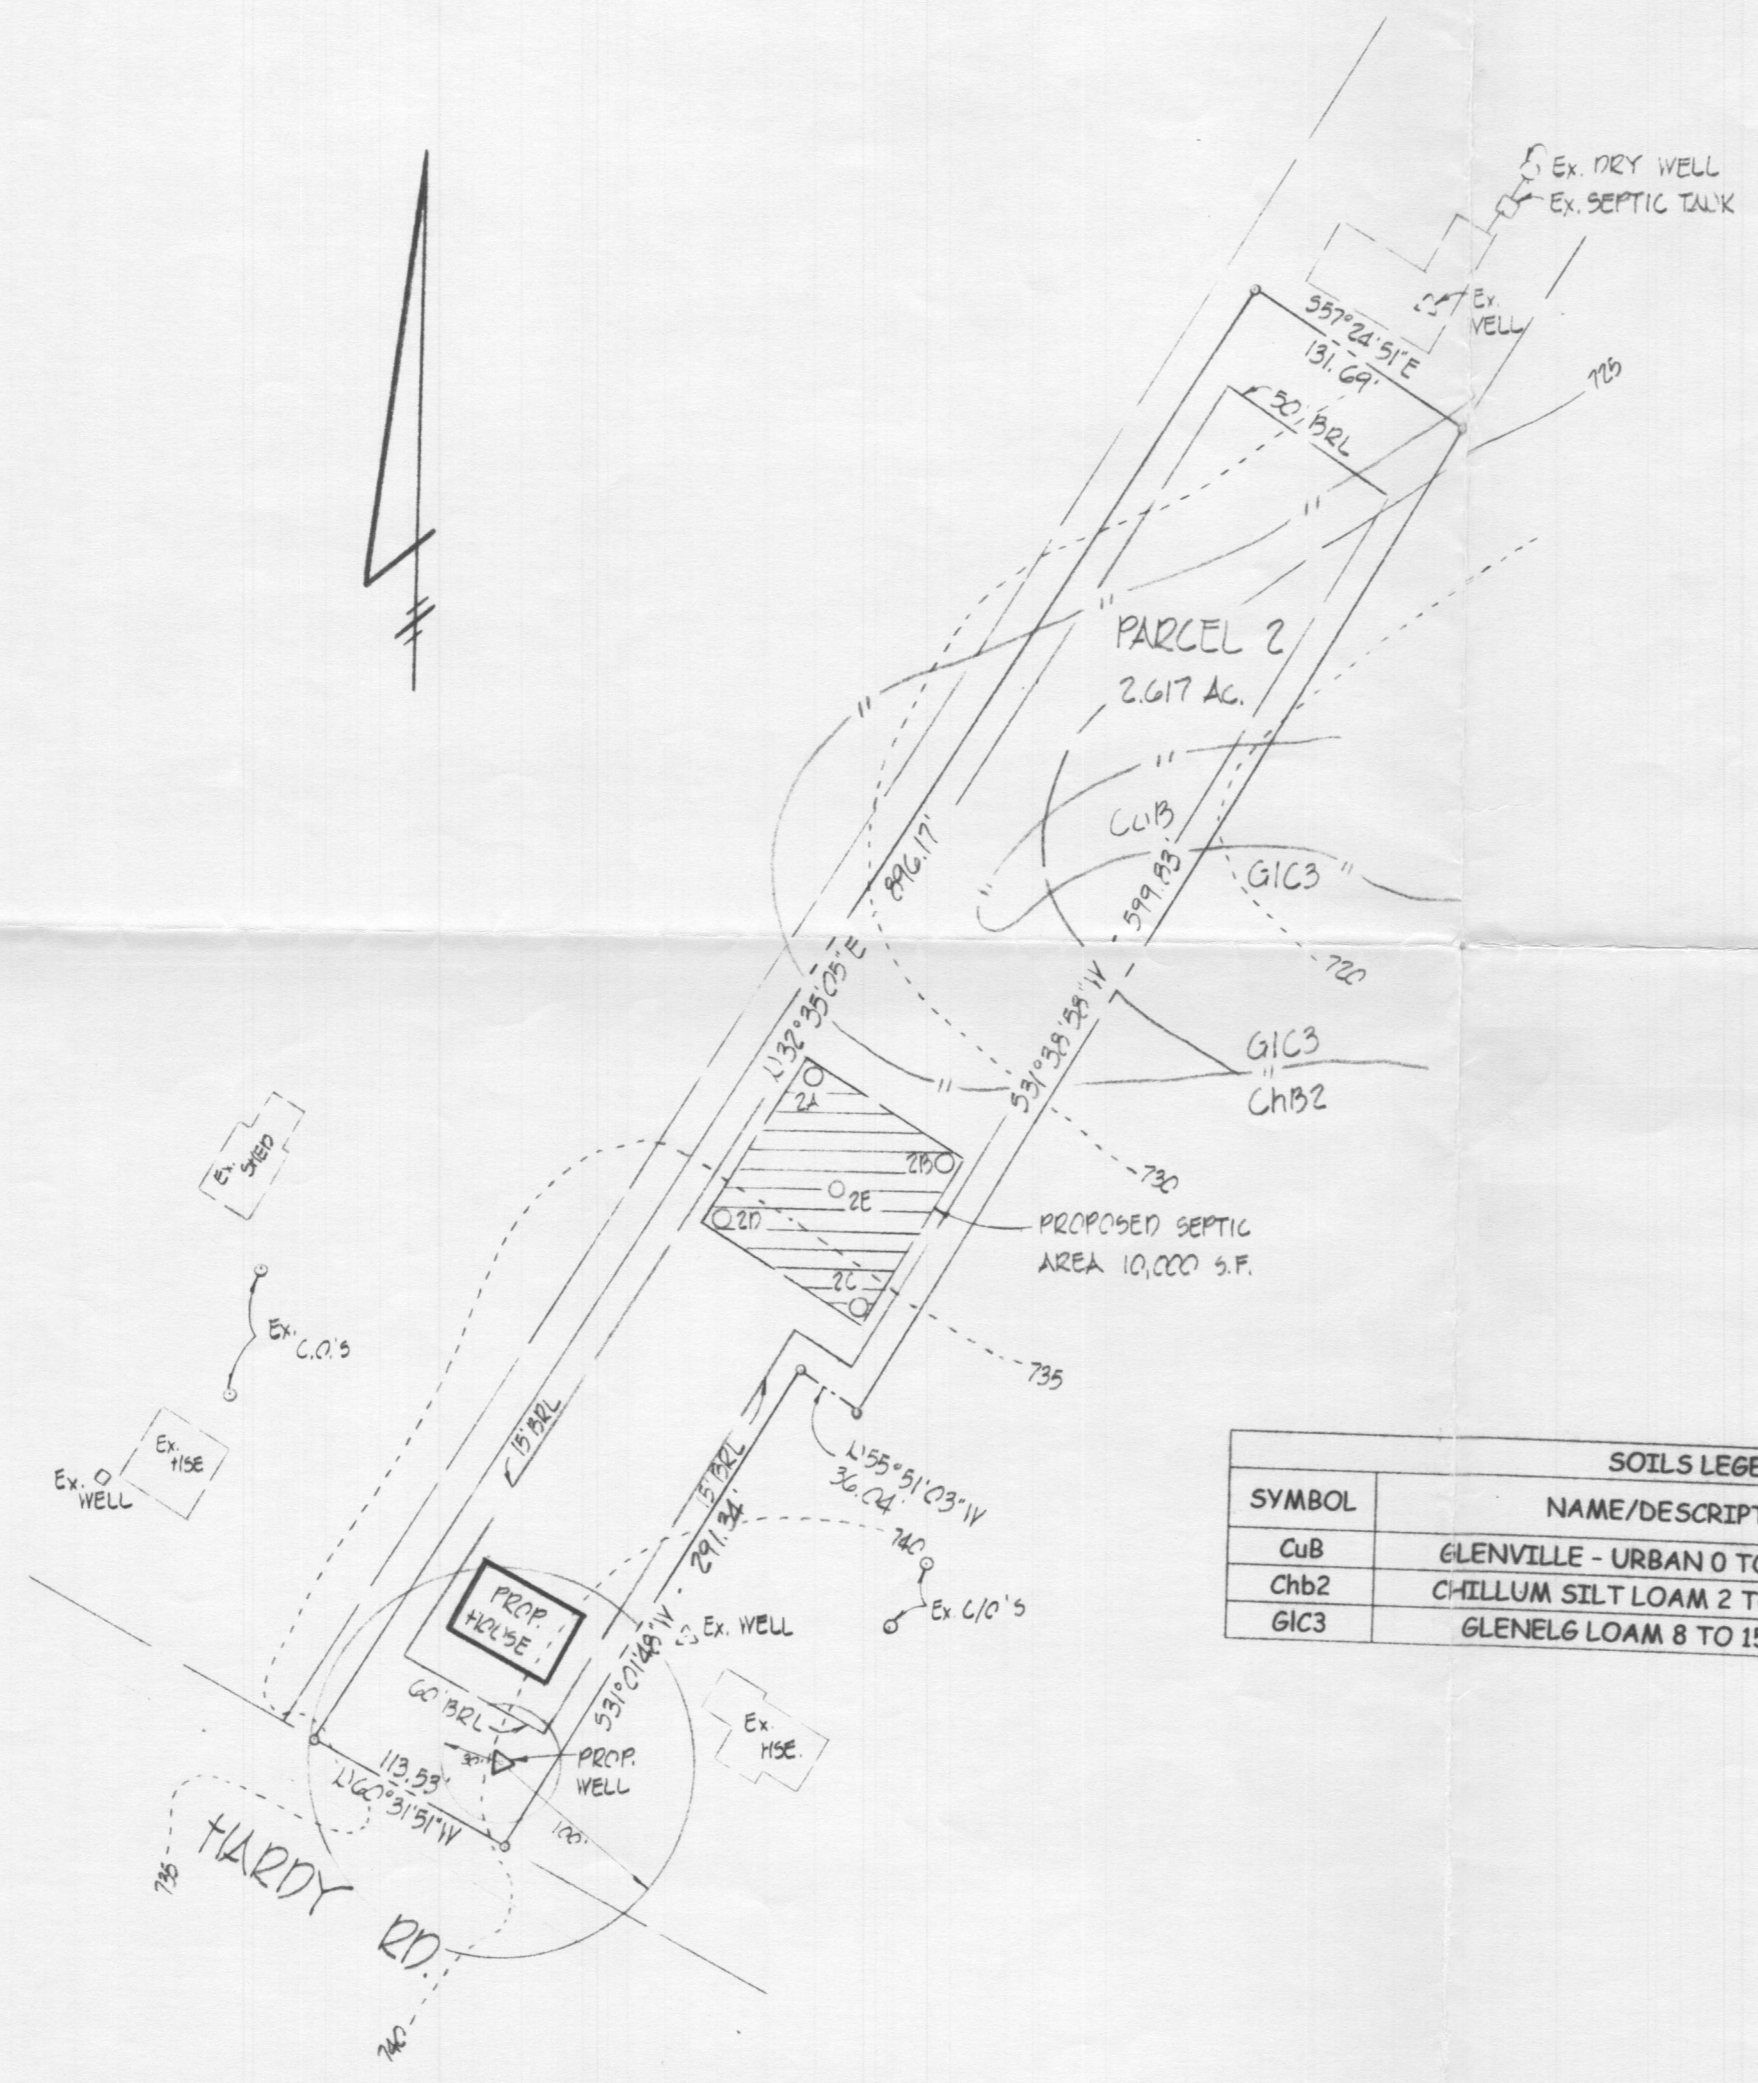 Ex. DRY WELL
Ex. SEPTIC TANK
Ex.
WELL
S57°24'51"E
131.69'
50' BRL
725
PARCEL 2
2.617 AC.
CUB
GlC3
896.17'
599.83'
N32°35'05"E
S31°38'58"W
720
GlC3
ChB2
2A
2B
2E
2D
2C
730
PROPOSED SEPTIC
AREA 10,000 S.F.
Ex.
SHED
Ex.
C.O.'S
735
15' BRL
15' BRL
Ex.
HSE
Ex.
WELL
N55°51'03"W
36.04'
291.34'
740
Ex. C/O'S
PROP.
HOUSE
S31°01'48"W
Ex. WELL
60' BRL
Ex.
HSE.
30'
PROP.
WELL
113.53'
N60°31'51"W
100'
HARDY RD.
735
740
SOILS LEGE
SYMBOL NAME/DESCRIPT
CuB GLENVILLE - URBAN 0 TO
Chb2 CHILLUM SILT LOAM 2 T
GlC3 GLENELG LOAM 8 TO 15